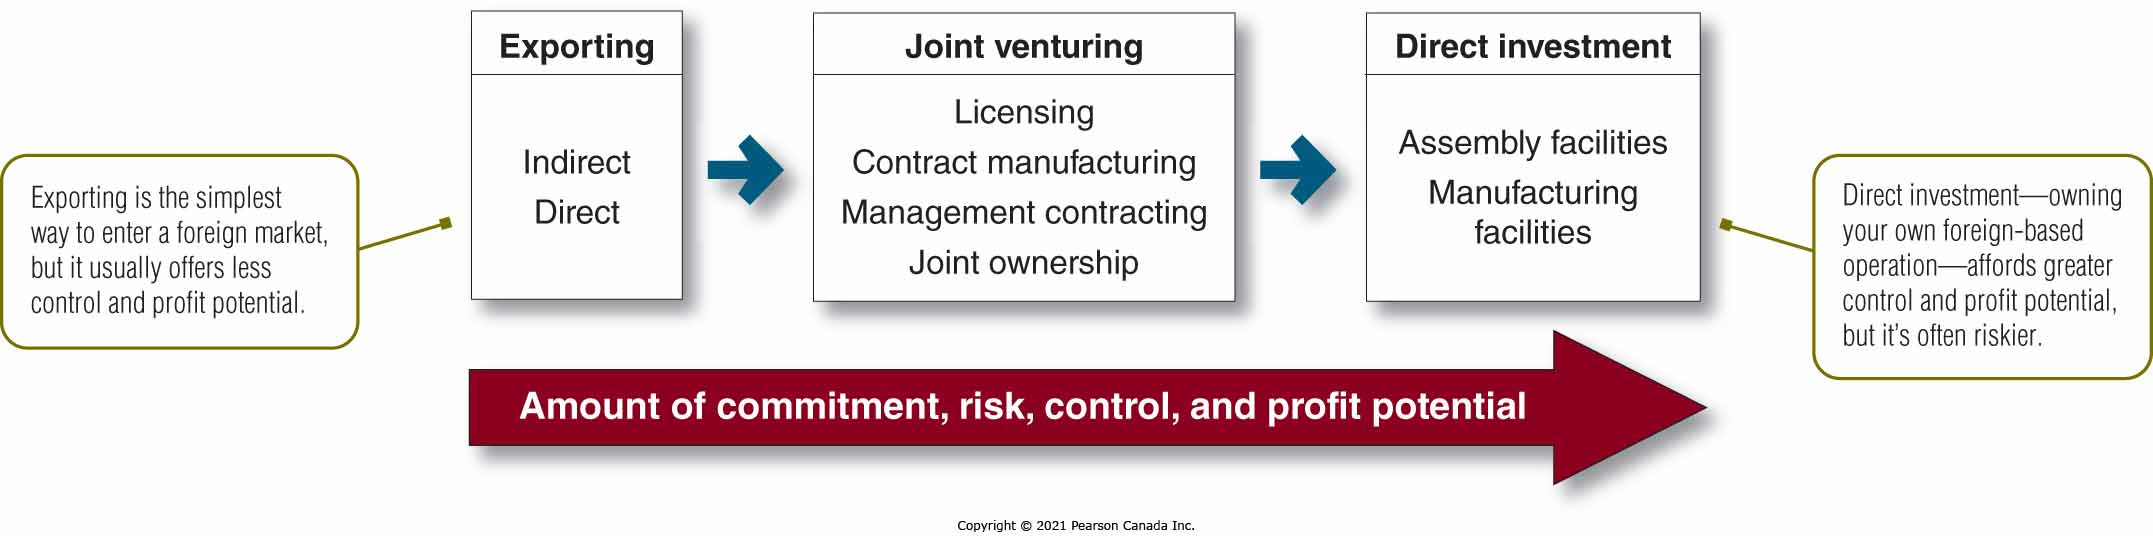 Exporting
Indirect
Direct
Joint venturing
Licensing
Contract manufacturing
Management contracting
Joint ownership
Direct investment
Assembly facilities
Manufacturing
facilities
Exporting is the simplest
way to enter a foreign market,
but it usually offers less
control and profit potential.
Direct investment—owning
your own foreign-based
operation—affords greater
control and profit potential,
but it’s often riskier.
Amount of commitment, risk, control, and profit potential
Copyright © 2021 Pearson Canada Inc.